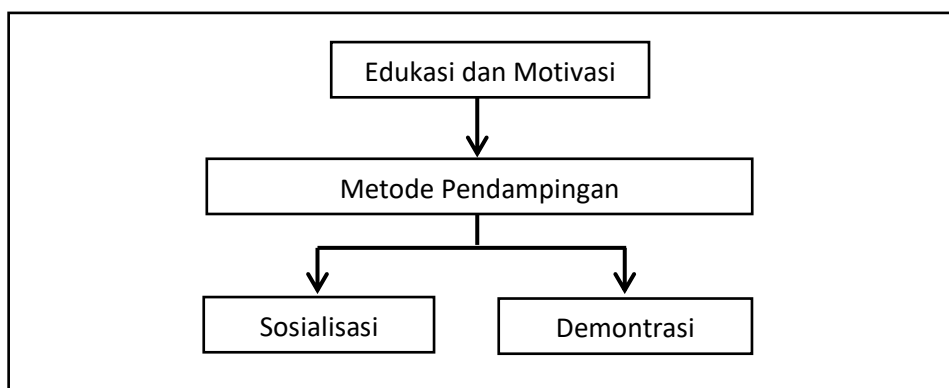 Edukasi dan Motivasi
Metode Pendampingan
Sosialisasi
Demontrasi